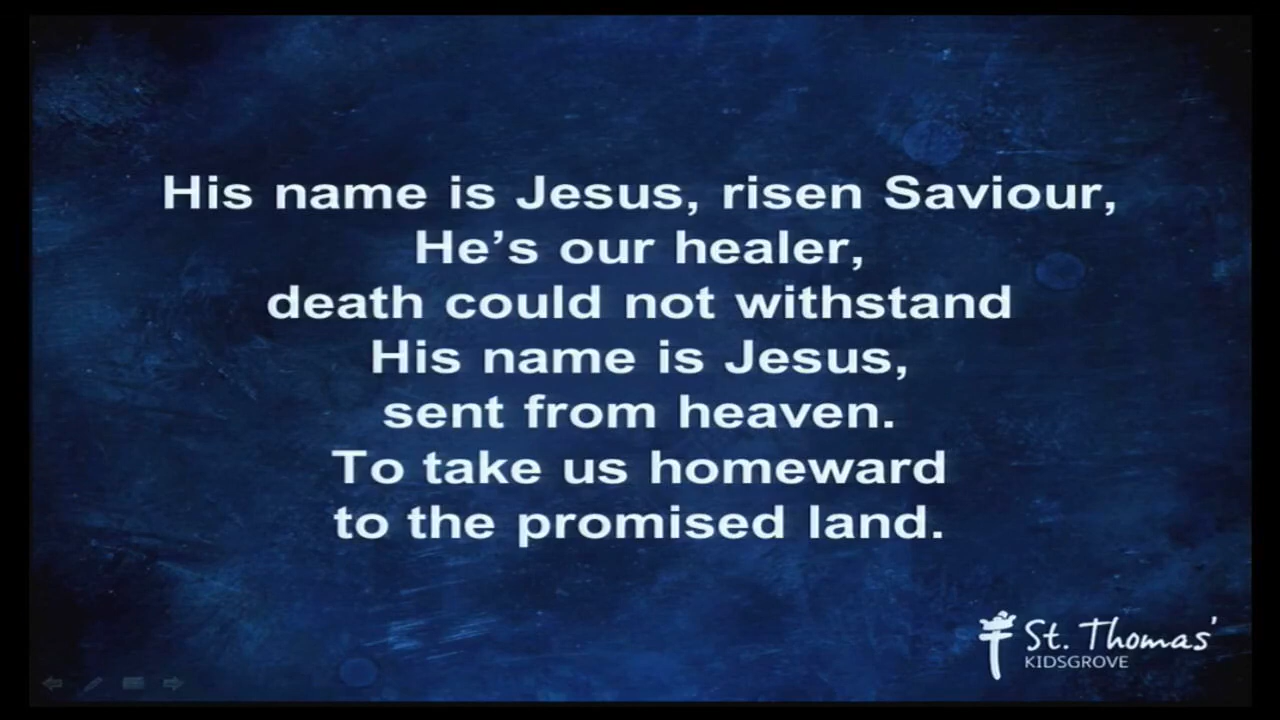 His name is Jesus, risen Saviour,
He’s our healer,
death could not withstand
His name is Jesus,
sent from heaven.
To take us homeward
to the promised land.
St. Thomas'
KIDSGROVE